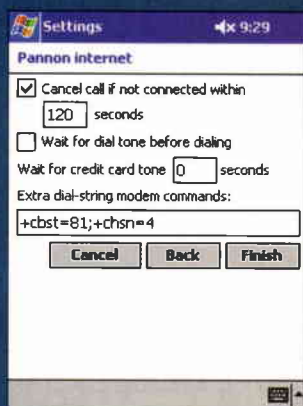 Settings 9:29
Pannon internet
Cancel call if not connected within
120 seconds
Wait for dial tone before dialing
Wait for credit card tone 0 seconds
Extra dial-string modem commands:
+cbst=81;+chsn=4
Cancel Back Finish